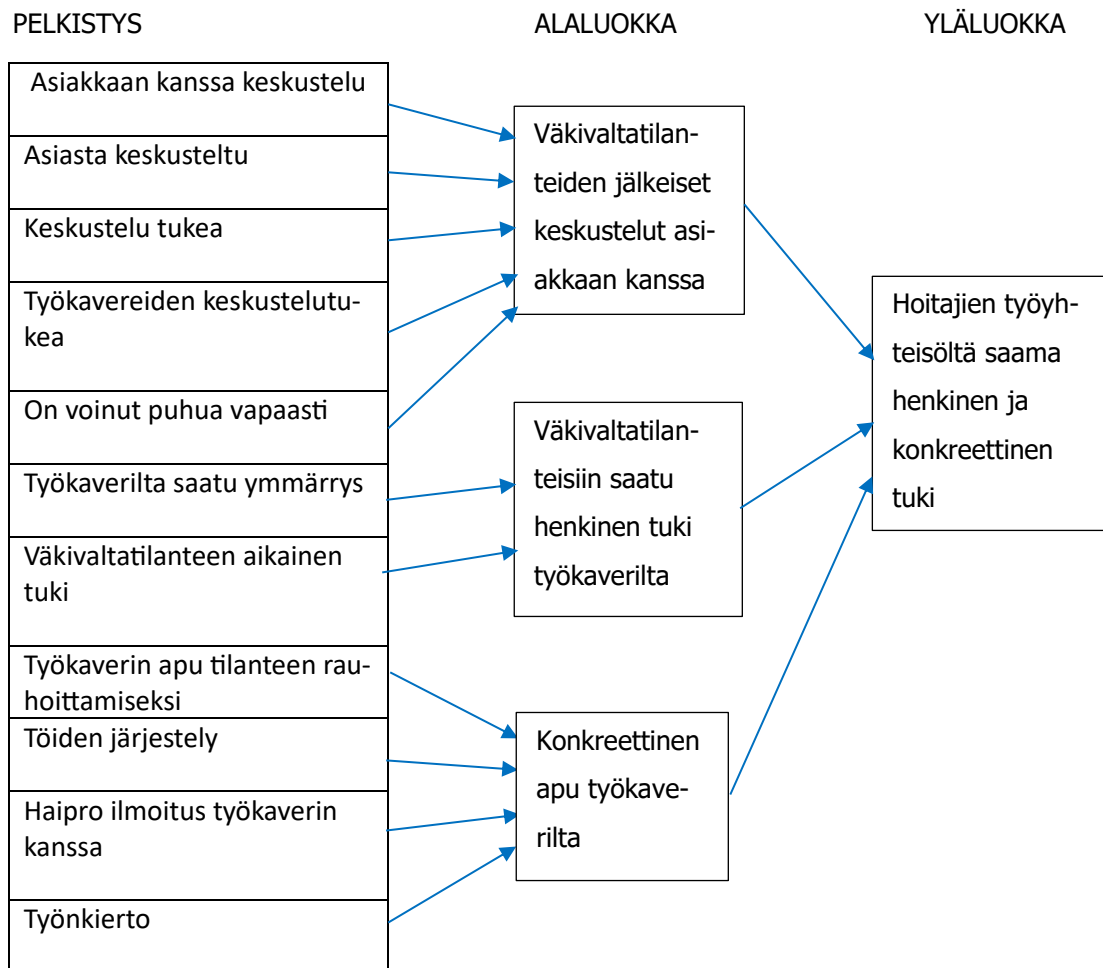 PELKISTYS
ALALUOKKA
YLÄLUOKKA
Asiakkaan kanssa keskustelu
Asiasta keskusteltu
Keskustelu tukea
Työkavereiden keskustelutu-
kea
On voinut puhua vapaasti
Työkaverilta saatu ymmärrys
Väkivaltatilanteen aikainen
tuki
Työkaverin apu tilanteen rau-
hoittamiseksi
Töiden järjestely
Haipro ilmoitus työkaverin
kanssa
Työnkierto
Väkivaltatilan-
teiden jälkeiset
keskustelut asi-
akkaan kanssa
Väkivaltatilan-
teisiin saatu
henkinen tuki
työkaverilta
Konkreettinen
apu työkave-
rilta
Hoitajien työyh-
teisöltä saama
henkinen ja
konkreettinen
tuki